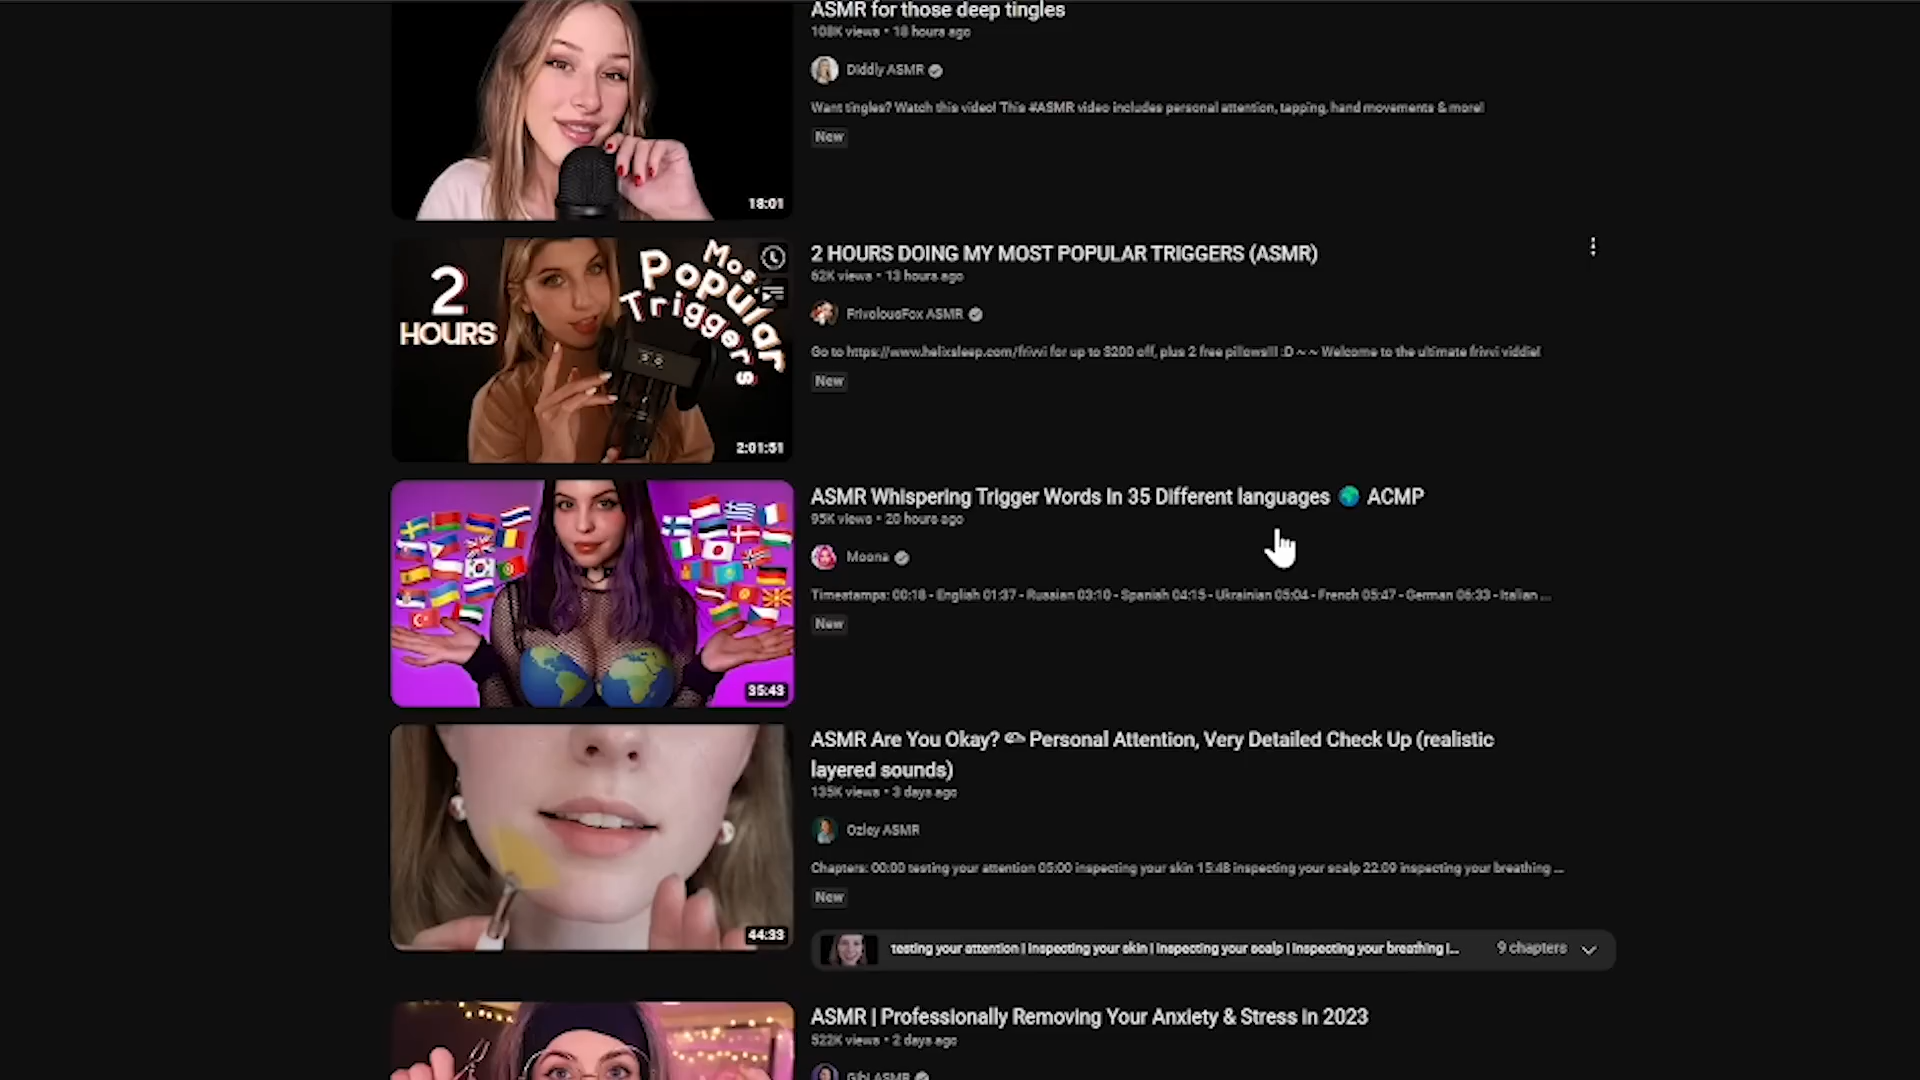 ASMR for those deep tingles
108K views • 18 hours ago
Diddly ASMR
Want tingles? Watch this video! This #ASMR video includes personal attention, tapping, hand movements & more!
New
18:01
2
HOURS
Most
Popular
Triggers
2:01:51
2 HOURS DOING MY MOST POPULAR TRIGGERS (ASMR)
62K views • 13 hours ago
FrivolousFox ASMR
Go to https://www.helixsleep.com/frivvi for up to $200 off, plus 2 free pillows!!! :D ~ ~ Welcome to the ultimate frivvi viddie!
New
35:43
ASMR Whispering Trigger Words In 35 Different languages 🌍 ACMP
95K views • 20 hours ago
Moona
Timestamps: 00:18 - English 01:37 - Russian 03:10 - Spanish 04:15 - Ukrainian 05:04 - French 05:47 - German 06:33 - Italian ...
New
44:33
ASMR Are You Okay? Personal Attention, Very Detailed Check Up (realistic
layered sounds)
135K views • 3 days ago
Ozley ASMR
Chapters: 00:00 testing your attention 05:00 inspecting your skin 15:48 inspecting your scalp 22:09 inspecting your breathing ...
New
testing your attention | inspecting your skin | inspecting your scalp | inspecting your breathing |...
9 chapters
ASMR | Professionally Removing Your Anxiety & Stress in 2023
522K views • 2 days ago
Gibi ASMR